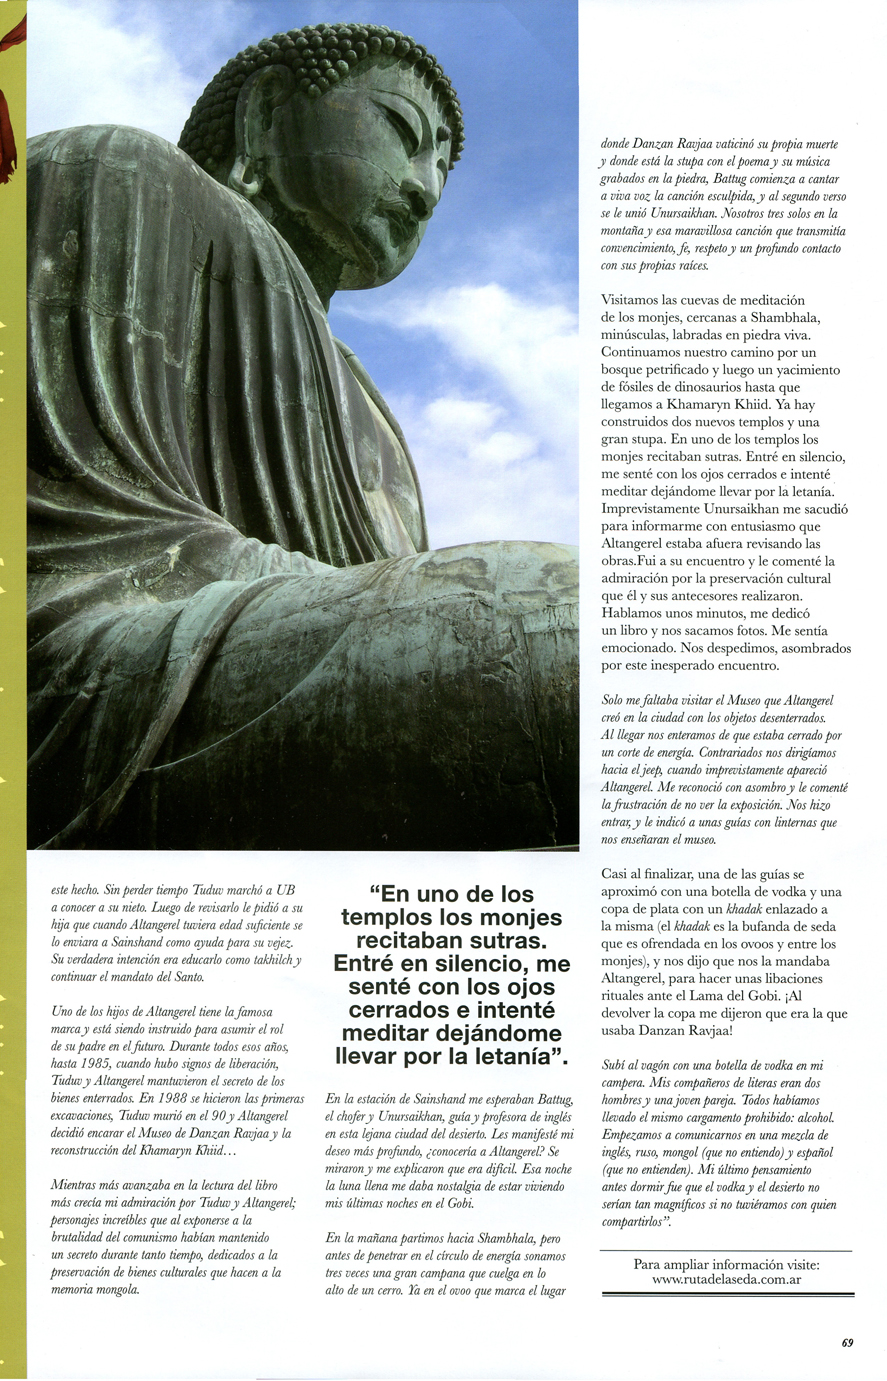 este hecho. Sin perder tiempo Tuduv marchó a UB
a conocer a su nieto. Luego de revisarlo le pidió a su
hija que cuando Altangerel tuviera edad suficiente se
lo enviara a Sainshand como ayuda para su vejez.
Su verdadera intención era educarlo como takhilch y
continuar el mandato del Santo.
Uno de los hijos de Altangerel tiene la famosa
marca y está siendo instruido para asumir el rol
de su padre en el futuro. Durante todos esos años,
hasta 1985, cuando hubo signos de liberación,
Tuduv y Altangerel mantuvieron el secreto de los
bienes enterrados. En 1988 se hicieron las primeras
excavaciones, Tuduv murió en el 90 y Altangerel
decidió encarar el Museo de Danzan Ravjaa y la
reconstrucción del Khamaryn Khiid…
Mientras más avanzaba en la lectura del libro
más crecía mi admiración por Tuduv y Altangerel;
personajes increíbles que al exponerse a la
brutalidad del comunismo habían mantenido
un secreto durante tanto tiempo, dedicados a la
preservación de bienes culturales que hacen a la
memoria mongola.
“En uno de los
templos los monjes
recitaban sutras.
Entré en silencio, me
senté con los ojos
cerrados e intenté
meditar dejándome
llevar por la letanía”.
En la estación de Sainshand me esperaban Battug,
el chofer y Unursaikhan, guía y profesora de inglés
en esta lejana ciudad del desierto. Les manifesté mi
deseo más profundo, ¿conocería a Altangerel? Se
miraron y me explicaron que era difícil. Esa noche
la luna llena me daba nostalgia de estar viviendo
mis últimas noches en el Gobi.
En la mañana partimos hacia Shambhala, pero
antes de penetrar en el círculo de energía sonamos
tres veces una gran campana que cuelga en lo
alto de un cerro. Ya en el ovoo que marca el lugar
donde Danzan Ravjaa vaticinó su propia muerte
y donde está la stupa con el poema y su música
grabados en la piedra, Battug comienza a cantar
a viva voz la canción esculpida, y al segundo verso
se le unió Unursaikhan. Nosotros tres solos en la
montaña y esa maravillosa canción que transmitía
convencimiento, fe, respeto y un profundo contacto
con sus propias raíces.
Visitamos las cuevas de meditación
de los monjes, cercanas a Shambhala,
minúsculas, labradas en piedra viva.
Continuamos nuestro camino por un
bosque petrificado y luego un yacimiento
de fósiles de dinosaurios hasta que
llegamos a Khamaryn Khiid. Ya hay
construidos dos nuevos templos y una
gran stupa. En uno de los templos los
monjes recitaban sutras. Entré en silencio,
me senté con los ojos cerrados e intenté
meditar dejándome llevar por la letanía.
Imprevistamente Unursaikhan me sacudió
para informarme con entusiasmo que
Altangerel estaba afuera revisando las
obras.Fui a su encuentro y le comenté la
admiración por la preservación cultural
que él y sus antecesores realizaron.
Hablamos unos minutos, me dedicó
un libro y nos sacamos fotos. Me sentía
emocionado. Nos despedimos, asombrados
por este inesperado encuentro.
Solo me faltaba visitar el Museo que Altangerel
creó en la ciudad con los objetos desenterrados.
Al llegar nos enteramos de que estaba cerrado por
un corte de energía. Contrariados nos dirigíamos
hacia el jeep, cuando imprevistamente apareció
Altangerel. Me reconoció con asombro y le comenté
la frustración de no ver la exposición. Nos hizo
entrar, y le indicó a unas guías con linternas que
nos enseñaran el museo.
Casi al finalizar, una de las guías se
aproximó con una botella de vodka y una
copa de plata con un khadak enlazado a
la misma (el khadak es la bufanda de seda
que es ofrendada en los ovoos y entre los
monjes), y nos dijo que nos la mandaba
Altangerel, para hacer unas libaciones
rituales ante el Lama del Gobi. ¡Al
devolver la copa me dijeron que era la que
usaba Danzan Ravjaa!
Subí al vagón con una botella de vodka en mi
campera. Mis compañeros de literas eran dos
hombres y una joven pareja. Todos habíamos
llevado el mismo cargamento prohibido: alcohol.
Empezamos a comunicarnos en una mezcla de
inglés, ruso, mongol (que no entiendo) y español
(que no entienden). Mi último pensamiento
antes dormir fue que el vodka y el desierto no
serían tan magníficos si no tuviéramos con quien
compartirlos”.
Para ampliar información visite:
www.rutadelaseda.com.ar
69